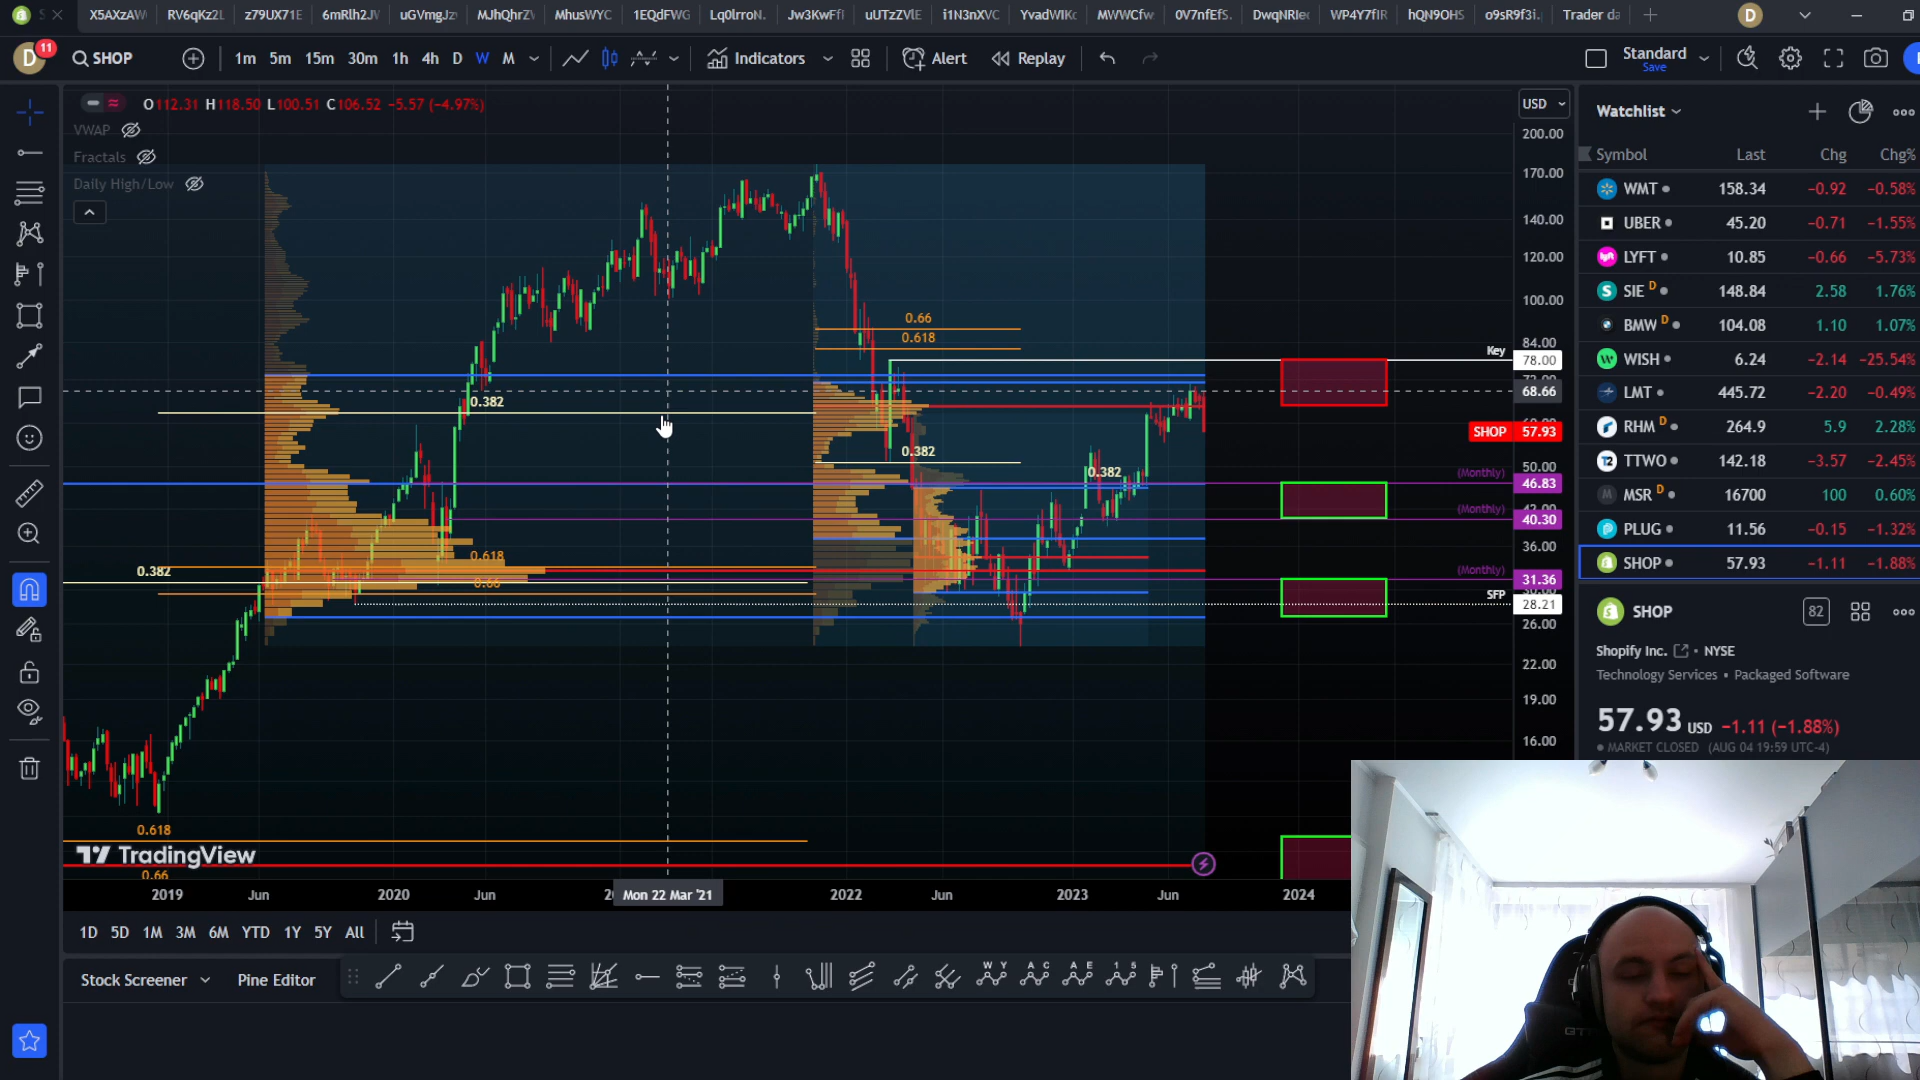 X5AXzAW
RV6qKz2L
z79UX71E
6mRlh2JV
uGVmgJz
MJhQhrZ
MhusWYC
1EQdFWG
Lq0lrroN.
Jw3KwFfI
uUTzZVlE
i1N3nXVC
YvadWIKc
MWWCfw
0V7nfEfS.
DwqNRIec
WP4Y7fIR
hQN9OHS
o9sR9f3i.
Trader da
D
D
11
SHOP
1m 5m 15m 30m 1h 4h D W M
Indicators
Alert
Replay
Standard
Save
O112.31 H118.50 L100.51 C106.52 −5.57 (−4.97%)
VWAP
Fractals
Daily High/Low
USD
200.00
170.00
140.00
120.00
100.00
84.00
Key 78.00
68.66
SHOP 57.93
50.00
(Monthly) 46.83
(Monthly) 40.30
36.00
(Monthly) 31.36
SFP 28.21
26.00
22.00
19.00
16.00
0.66
0.618
0.382
0.382
0.382
0.618
0.66
0.382
0.618
0.66
TradingView
2019 Jun 2020 Jun Mon 22 Mar '21 2022 Jun 2023 Jun 2024
1D 5D 1M 3M 6M YTD 1Y 5Y All
Stock Screener
Pine Editor
W Y
A C
A E
1 5
Watchlist
Symbol Last Chg Chg%
WMT 158.34 −0.92 −0.58%
UBER 45.20 −0.71 −1.55%
LYFT 10.85 −0.66 −5.73%
SIE D 148.84 2.58 1.76%
BMW D 104.08 1.10 1.07%
WISH 6.24 −2.14 −25.54%
LMT 445.72 −2.20 −0.49%
RHM D 264.9 5.9 2.28%
TTWO 142.18 −3.57 −2.45%
MSR D 16700 100 0.60%
PLUG 11.56 −0.15 −1.32%
SHOP 57.93 −1.11 −1.88%
SHOP
82
Shopify Inc. • NYSE
Technology Services • Packaged Software
57.93 USD −1.11 (−1.88%)
MARKET CLOSED (AUG 04 19:59 UTC-4)